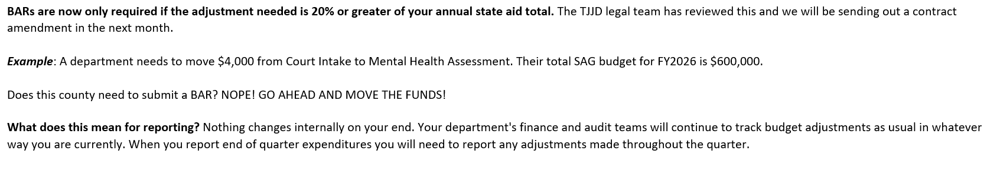 BARs are now only required if the adjustment needed is 20% or greater of your annual state aid total. The TJJD legal team has reviewed this and we will be sending out a contract
amendment in the next month.
Example: A department needs to move $4,000 from Court Intake to Mental Health Assessment. Their total SAG budget for FY2026 is $600,000.
Does this county need to submit a BAR? NOPE! GO AHEAD AND MOVE THE FUNDS!
What does this mean for reporting? Nothing changes internally on your end. Your department's finance and audit teams will continue to track budget adjustments as usual in whatever
way you are currently. When you report end of quarter expenditures you will need to report any adjustments made throughout the quarter.